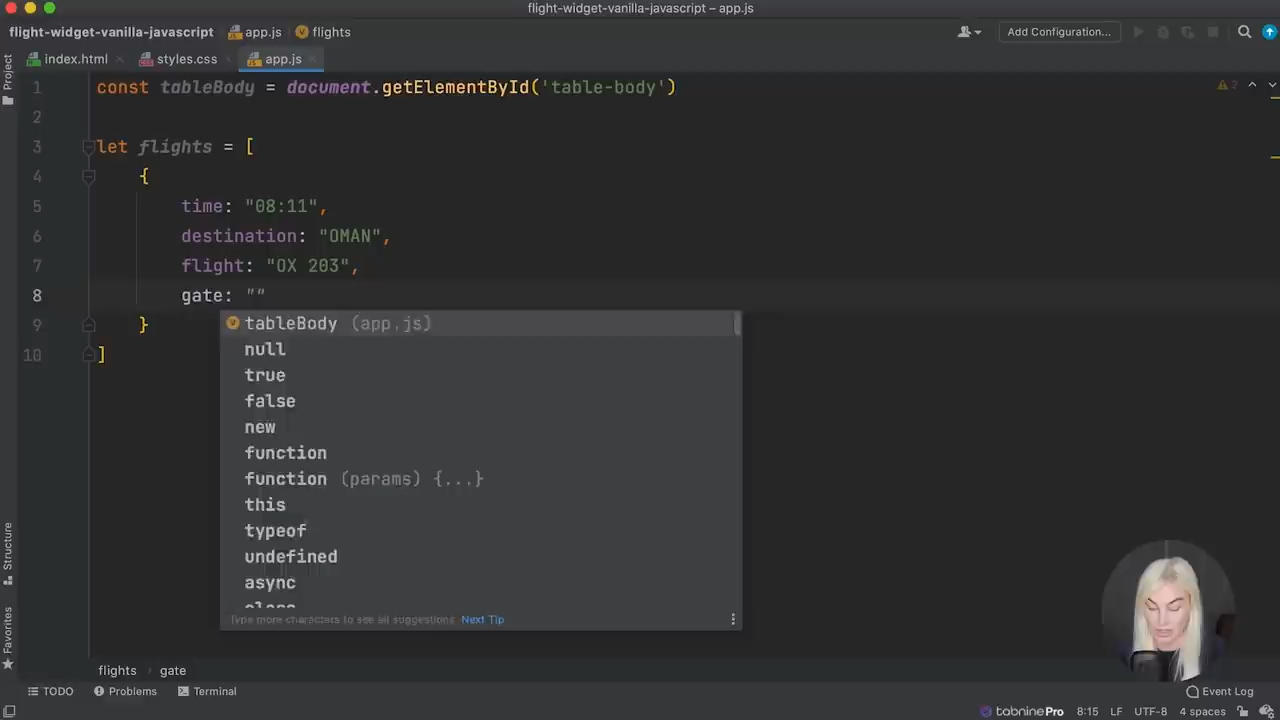 flight-widget-vanilla-javascript – app.js
flight-widget-vanilla-javascript app.js flights Add Configuration...
Project index.html styles.css app.js
1 const tableBody = document.getElementById('table-body') 2
2
3 let flights = [
4 {
5 time: "08:11",
6 destination: "OMAN",
7 flight: "OX 203",
8 gate: ""
9 }
10 ]
tableBody (app.js)
null
true
false
new
function
function (params) {...}
this
typeof
undefined
async
class
Type more characters to see all suggestions Next Tip
Structure
Favorites
flights gate
TODO Problems Terminal Event Log
tabninePro 8:15 LF UTF-8 4 spaces